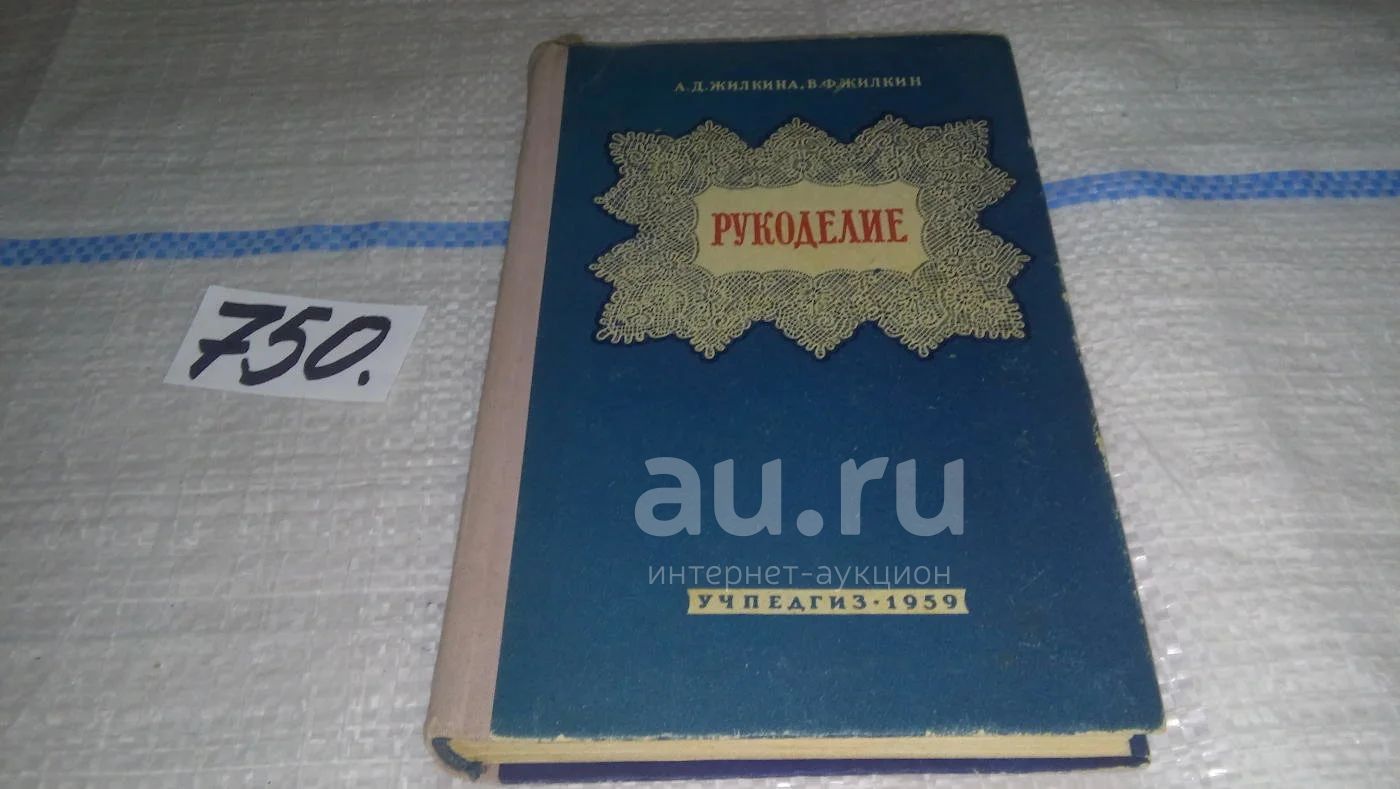 А.Д.ЖИЛКИНА, В.Ф.ЖИЛКИН
РУКОДЕЛИЕ
750.
au.ru
интернет-аукцион
УЧПЕДГИЗ·1959